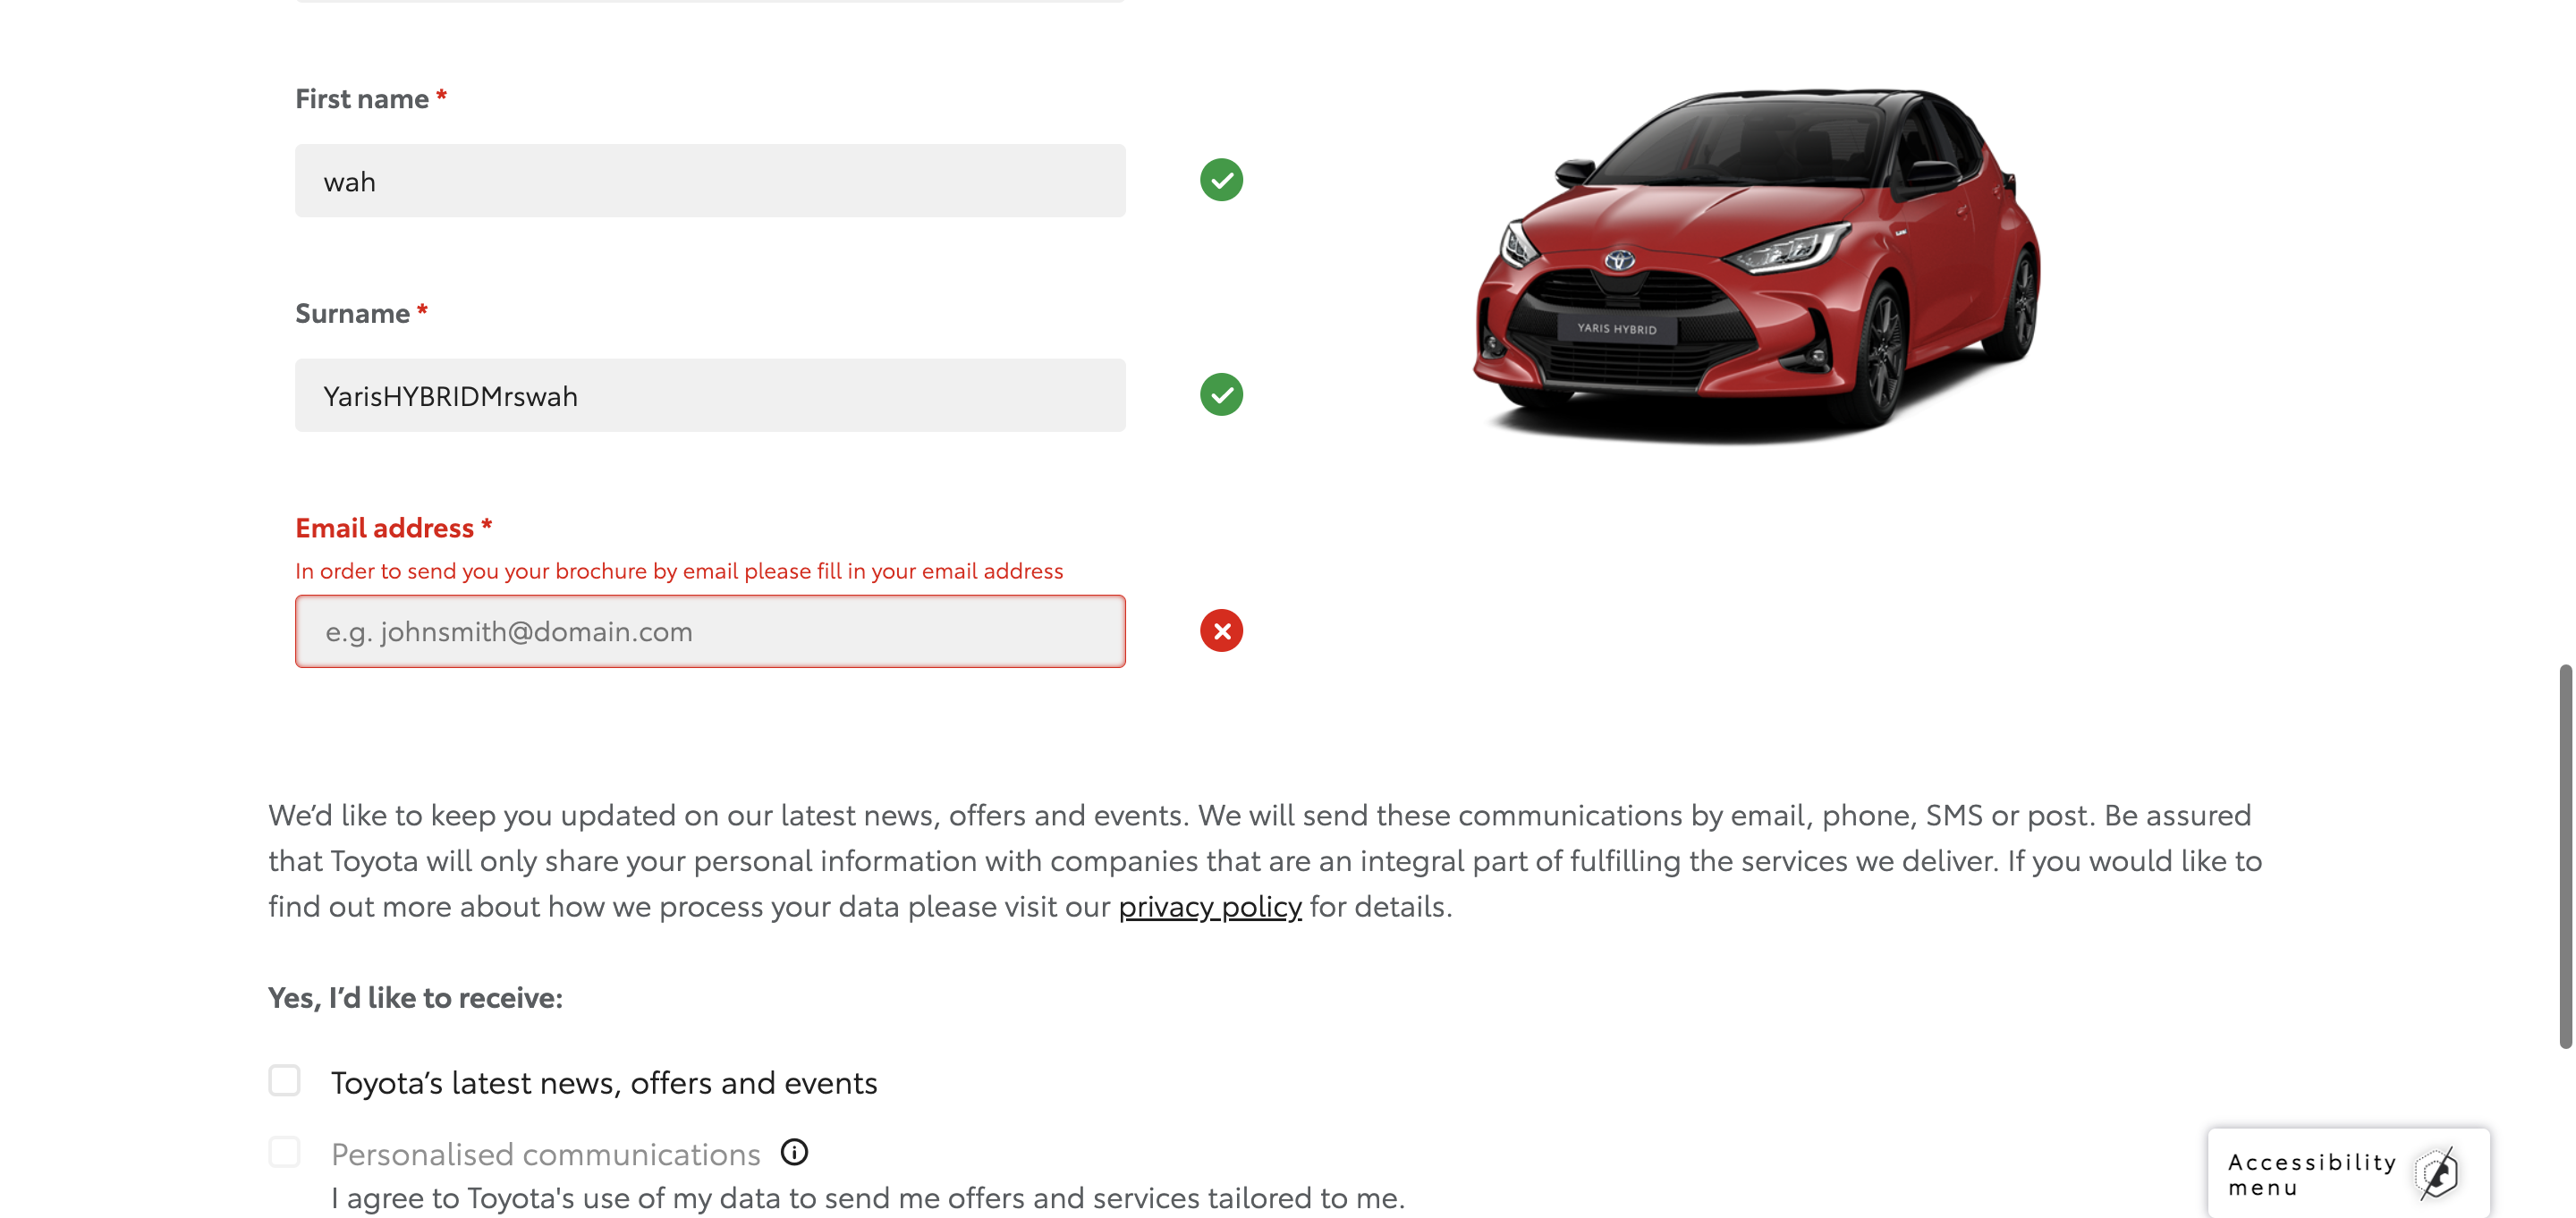 First name *
wah
Surname *
YarisHYBRIDMrswah
YARIS HYBRID
Email address *
In order to send you your brochure by email please fill in your email address
e.g. johnsmith@domain.com
We’d like to keep you updated on our latest news, offers and events. We will send these communications by email, phone, SMS or post. Be assured
that Toyota will only share your personal information with companies that are an integral part of fulfilling the services we deliver. If you would like to
find out more about how we process your data please visit our privacy policy for details.
Yes, I’d like to receive:
Toyota’s latest news, offers and events
Personalised communications
I agree to Toyota's use of my data to send me offers and services tailored to me.
Accessibility
menu